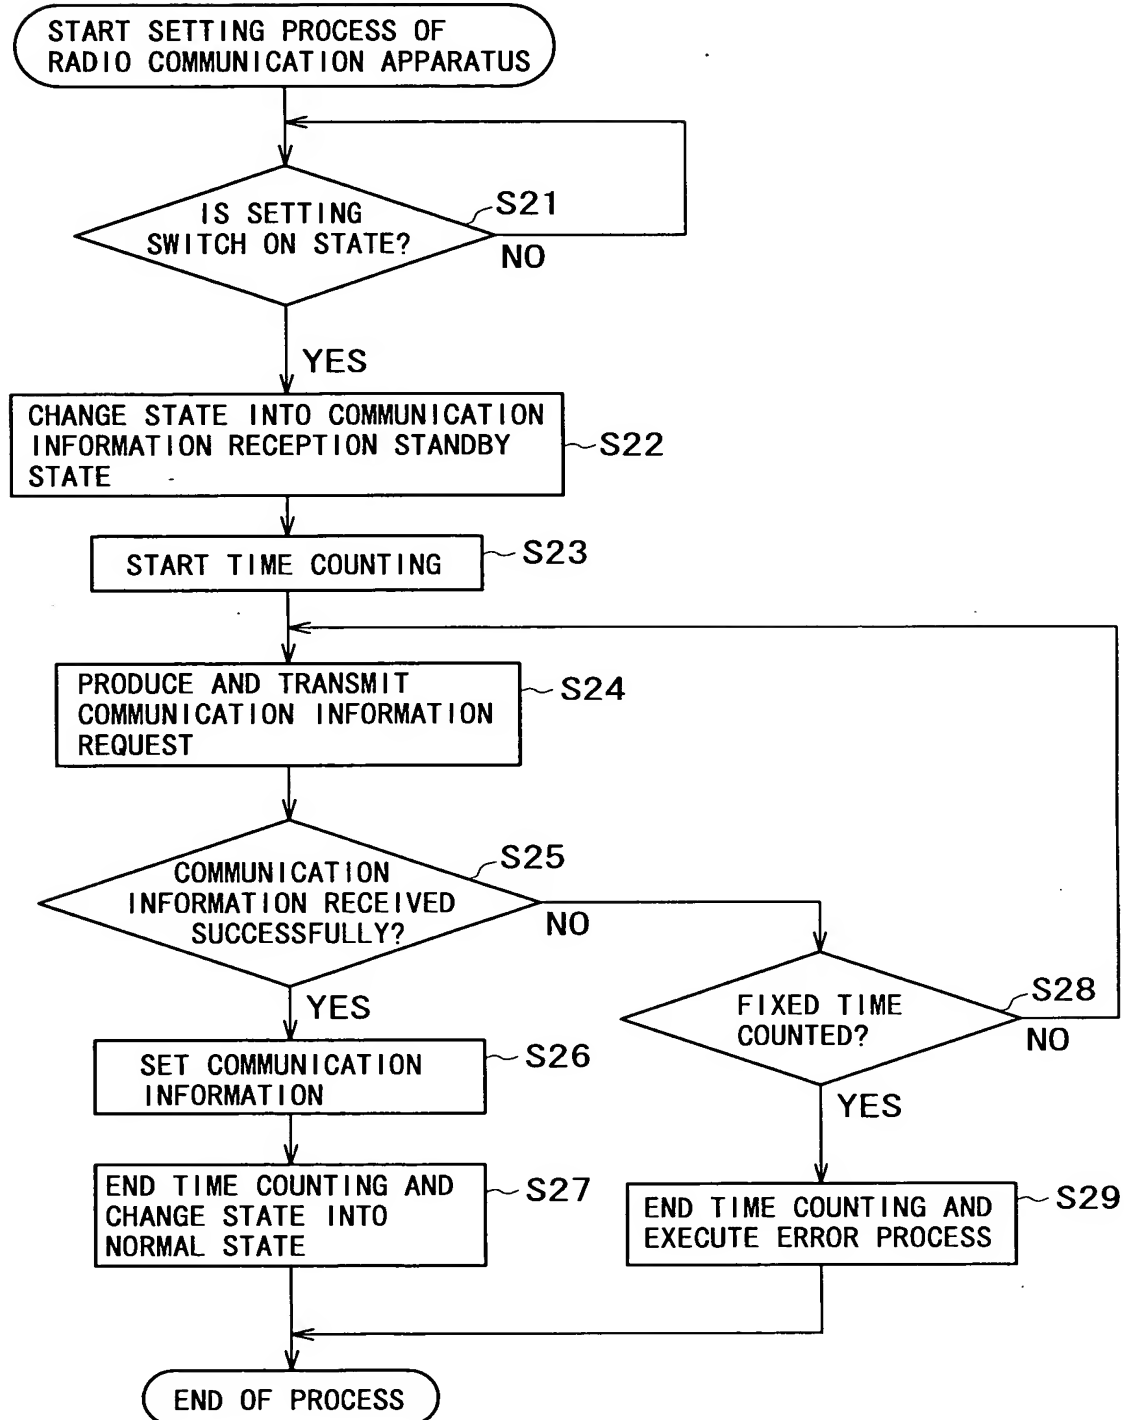 START SETTING PROCESS OF
RADIO COMMUNICATION APPARATUS
IS SETTING
SWITCH ON STATE?
S21
NO
YES
CHANGE STATE INTO COMMUNICATION
INFORMATION RECEPTION STANDBY
STATE
S22
START TIME COUNTING
S23
PRODUCE AND TRANSMIT
COMMUNICATION INFORMATION
REQUEST
S24
COMMUNICATION
INFORMATION RECEIVED
SUCCESSFULLY?
S25
NO
YES
FIXED TIME
COUNTED?
S28
NO
YES
SET COMMUNICATION
INFORMATION
S26
END TIME COUNTING AND
CHANGE STATE INTO
NORMAL STATE
S27
END TIME COUNTING AND
EXECUTE ERROR PROCESS
S29
END OF PROCESS